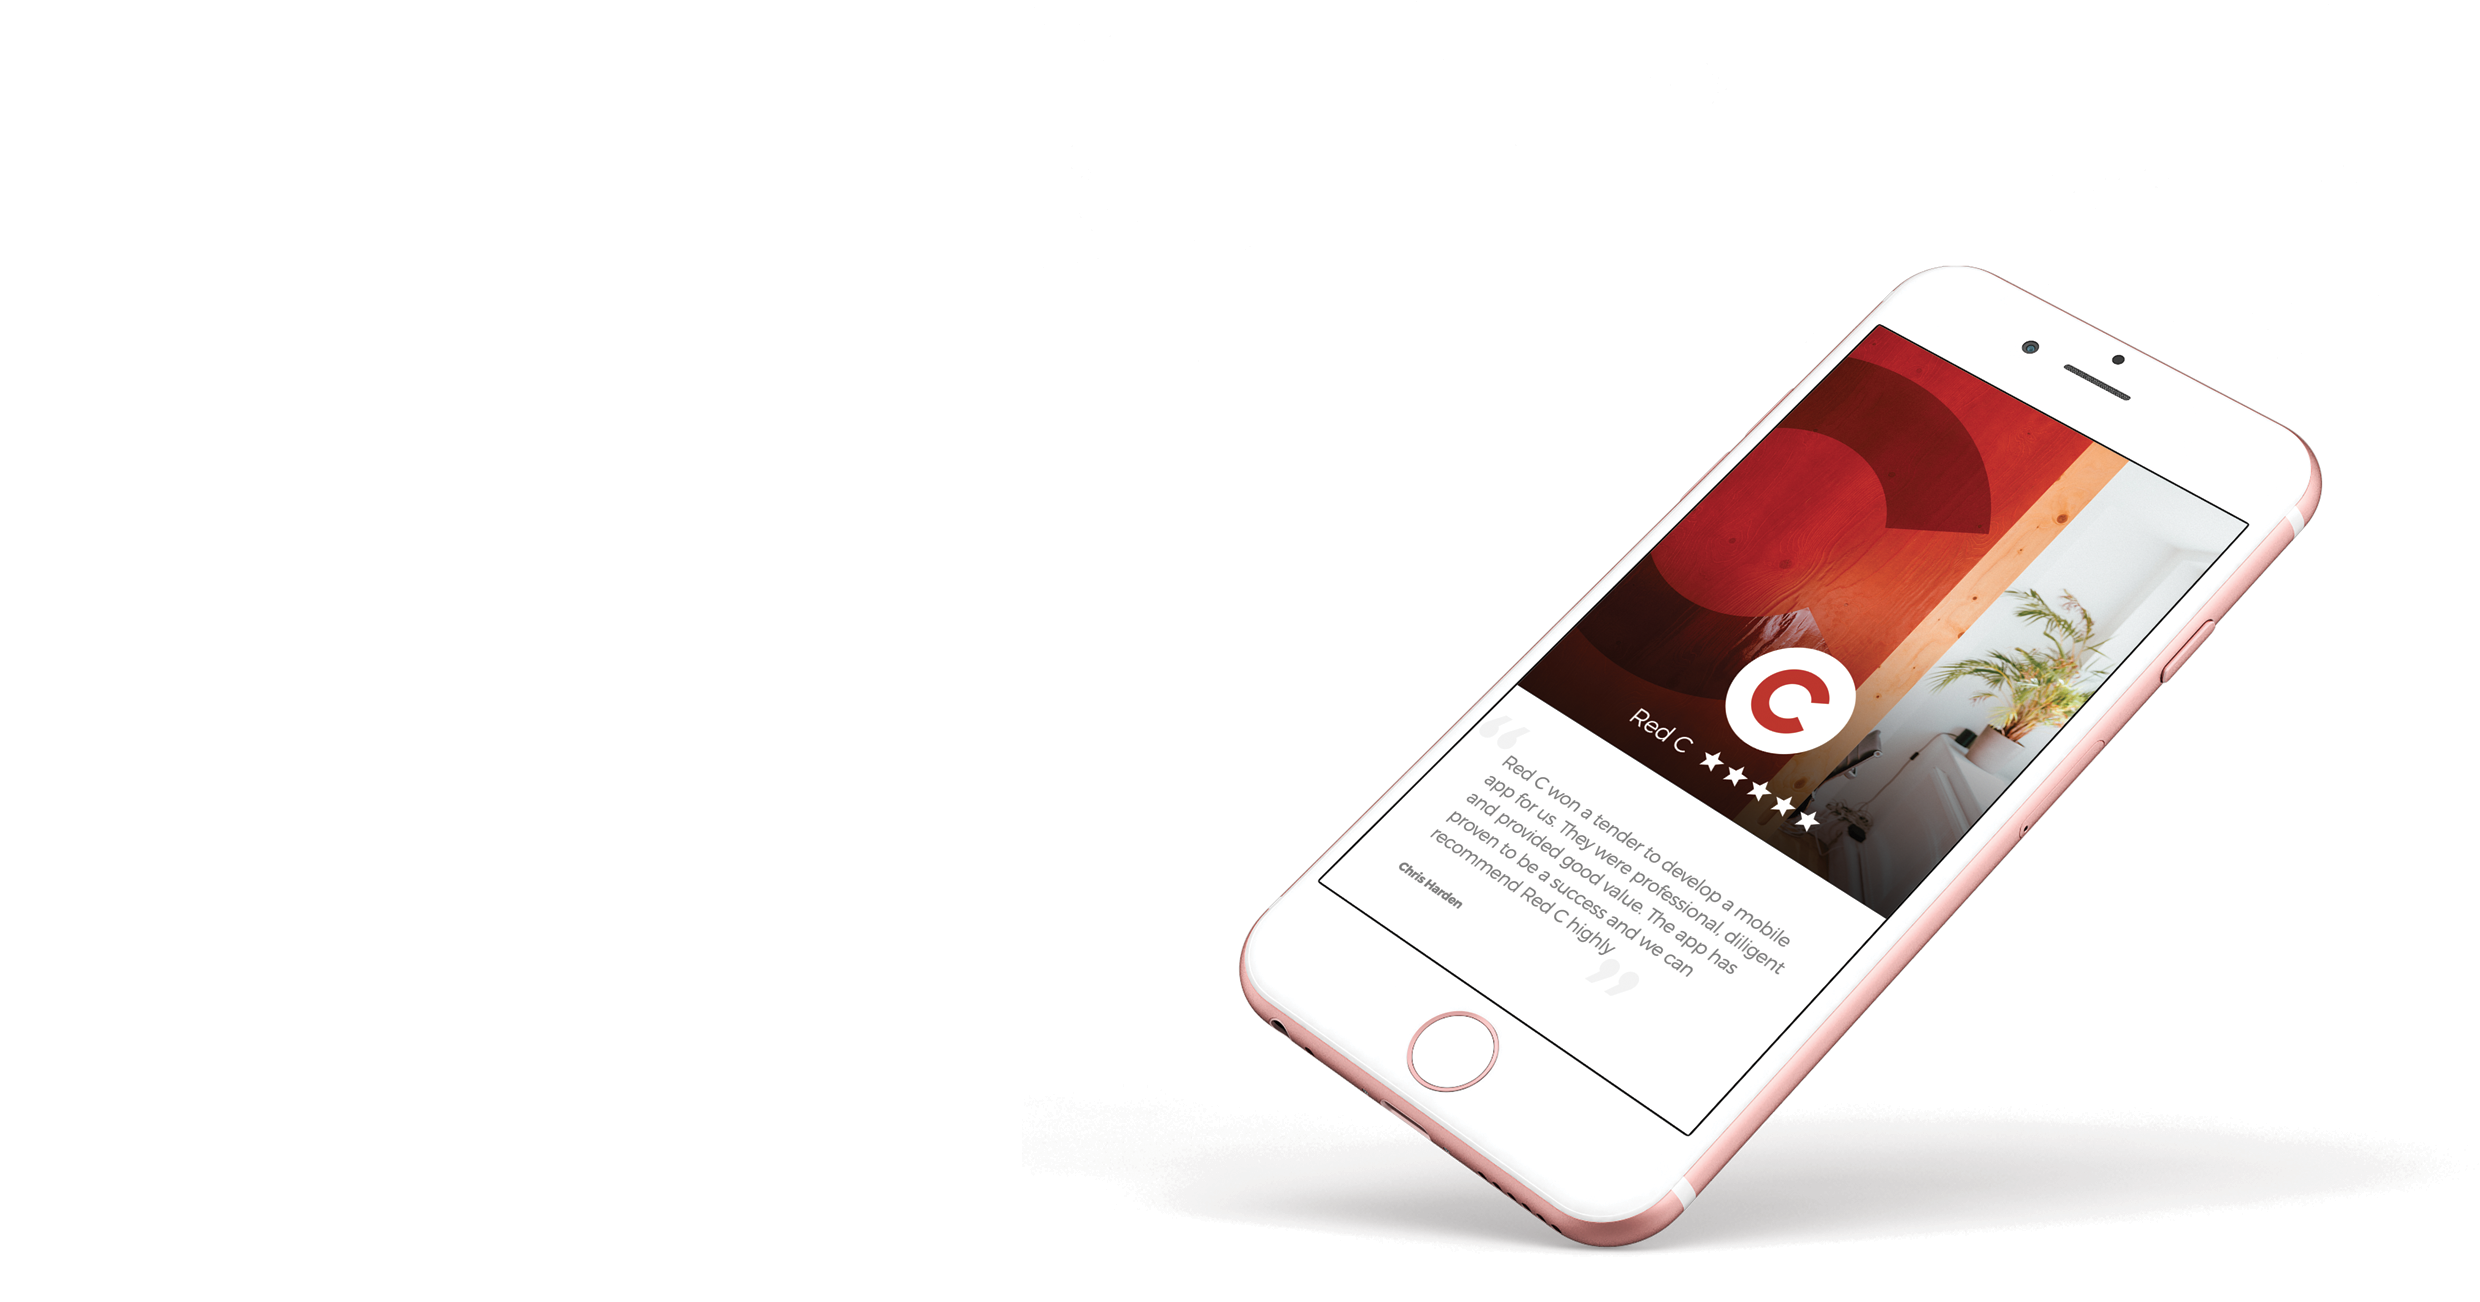 Red C
“
Red C won a tender to develop a mobile
app for us. They were professional, diligent
and provided good value. The app has
proven to be a success and we can
recommend Red C highly
”
Chris Harden